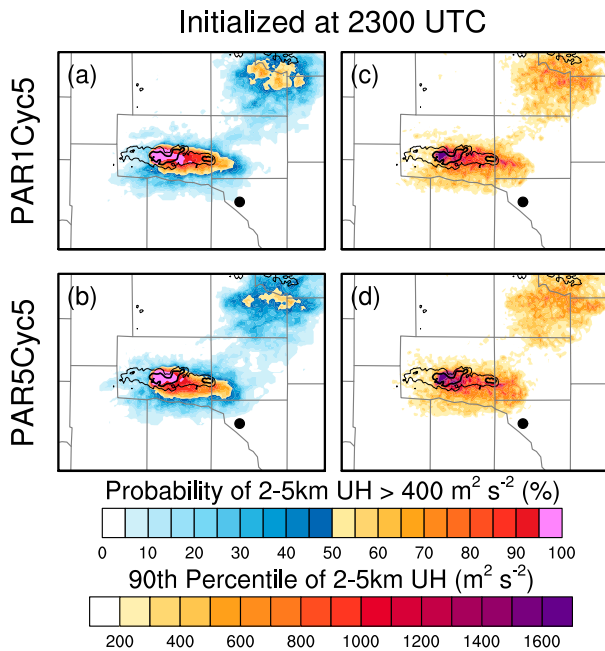 Initialized at 2300 UTC
PAR1Cyc5
(a)
(c)
PAR5Cyc5
(b)
(d)
Probability of 2-5km UH > 400 m² s⁻² (%)
0 10 20 30 40 50 60 70 80 90 100
90th Percentile of 2-5km UH (m² s⁻²)
200 400 600 800 1000 1200 1400 1600